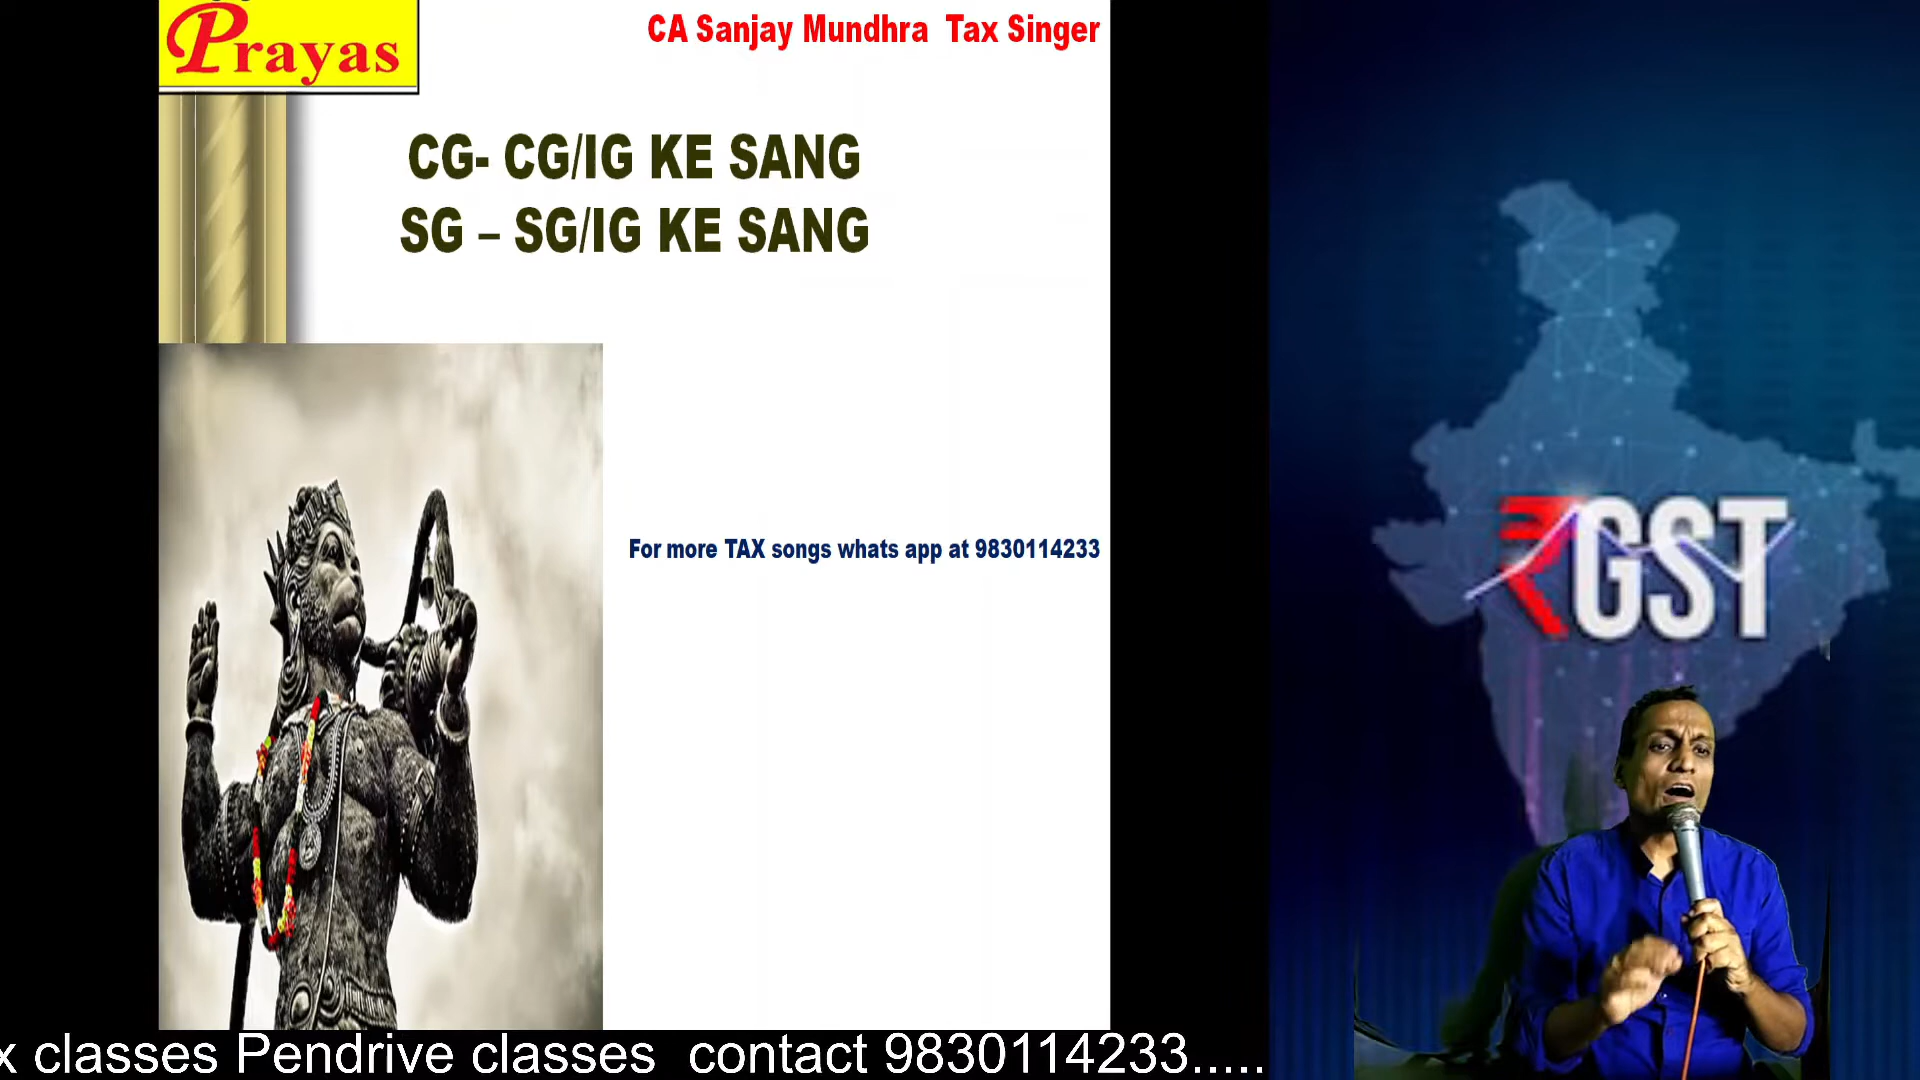 Prayas
CA Sanjay Mundhra Tax Singer
CG- CG/IG KE SANG
SG – SG/IG KE SANG
For more TAX songs whats app at 9830114233
₹GST
x classes Pendrive classes contact 9830114233.....